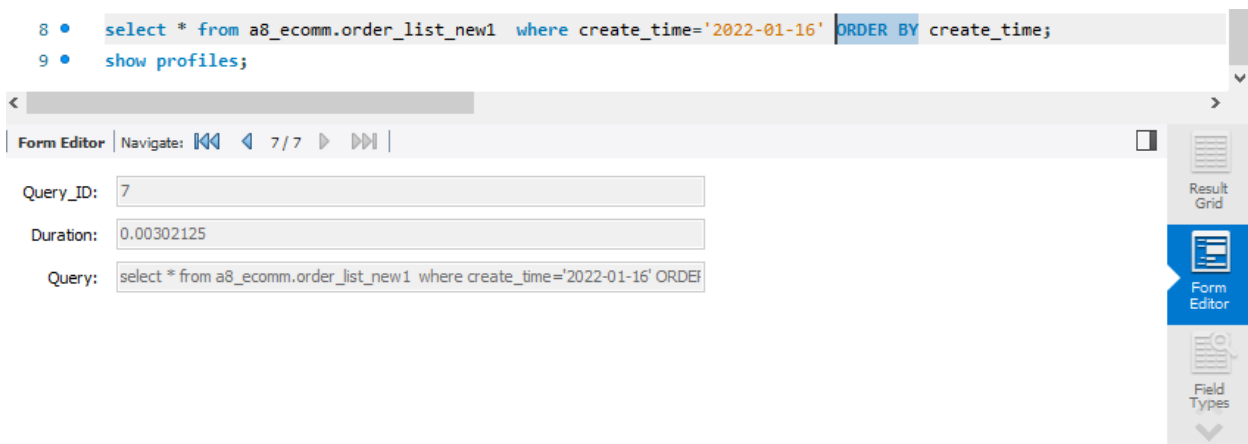 8 select * from a8_ecomm.order_list_new1  where create_time='2022-01-16' ORDER BY create_time;
9 show profiles;
Form Editor Navigate: 7 / 7
Result Grid
Query_ID: 7
Duration: 0.00302125
Query: select * from a8_ecomm.order_list_new1  where create_time='2022-01-16' ORDER
Form Editor
Field Types